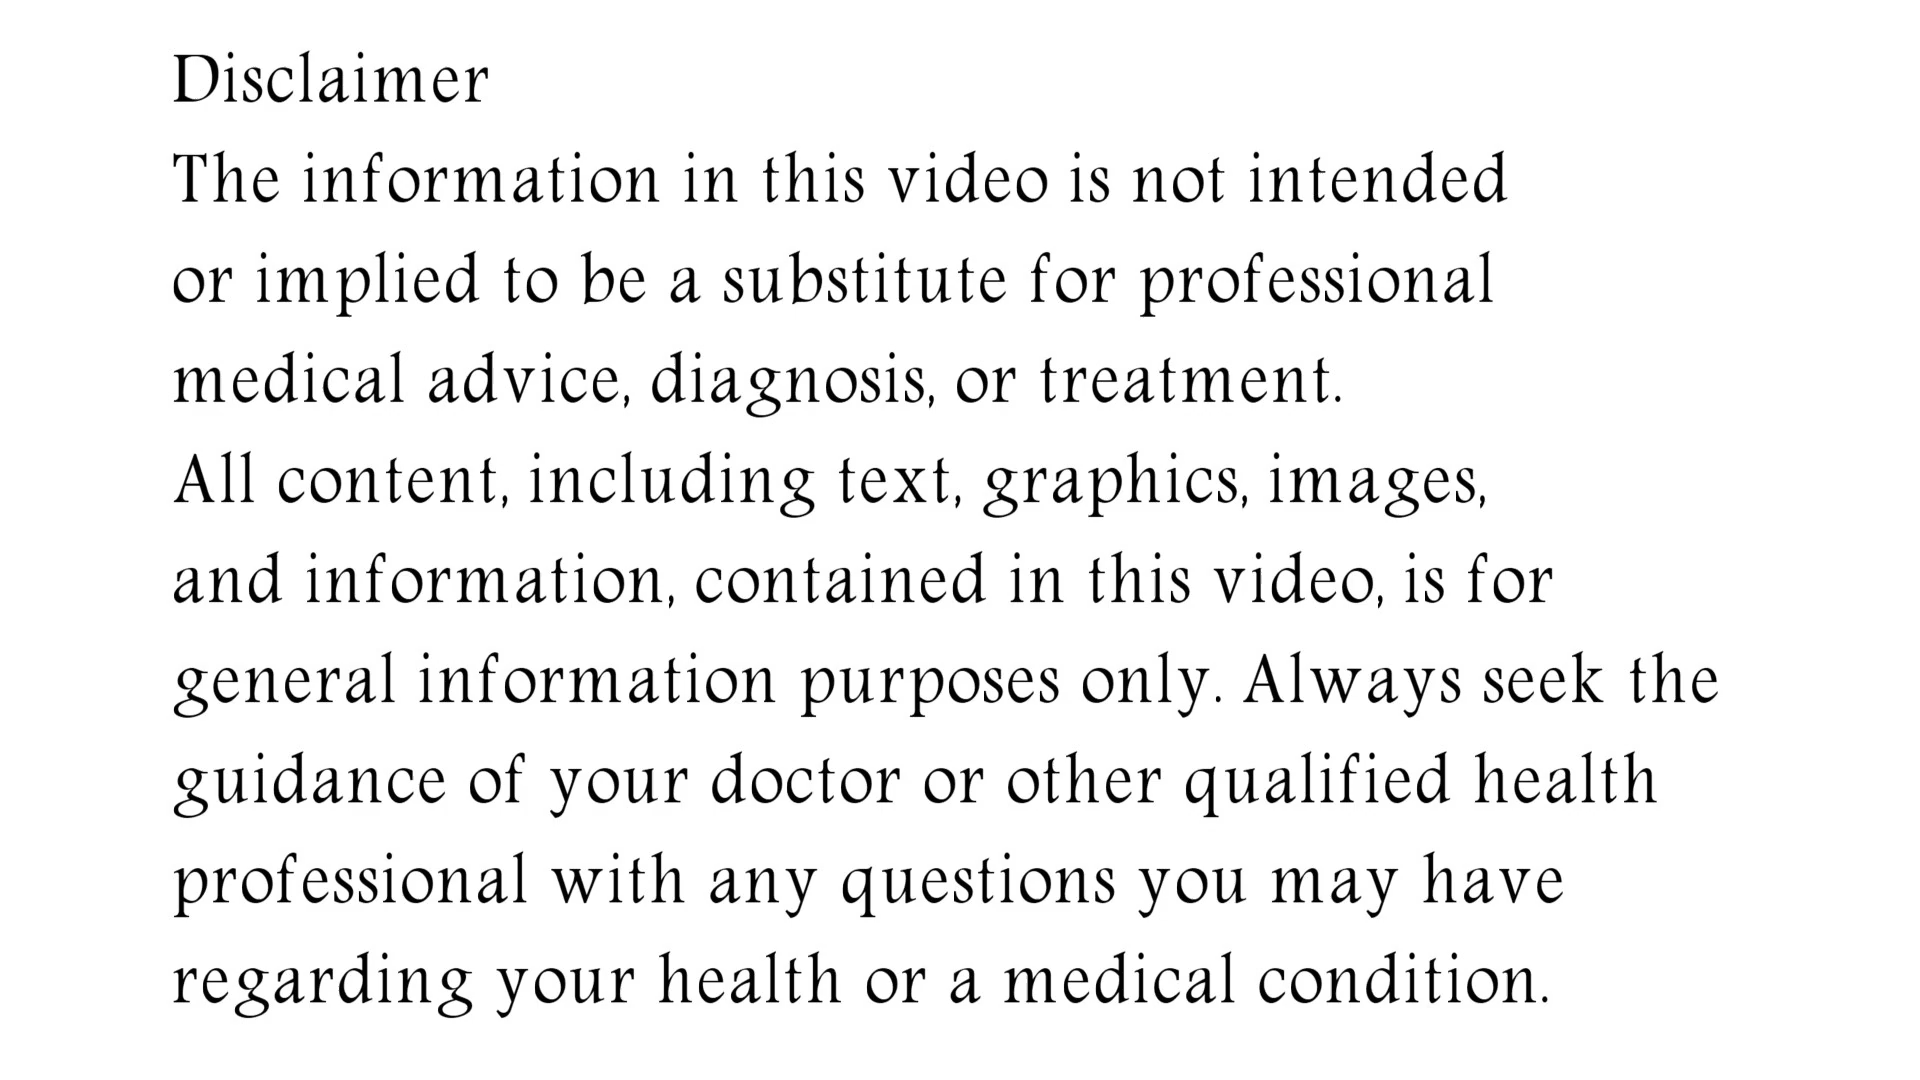 Disclaimer
The information in this video is not intended
or implied to be a substitute for professional
medical advice, diagnosis, or treatment.
All content, including text, graphics, images,
and information, contained in this video, is for
general information purposes only. Always seek the
guidance of your doctor or other qualified health
professional with any questions you may have
regarding your health or a medical condition.